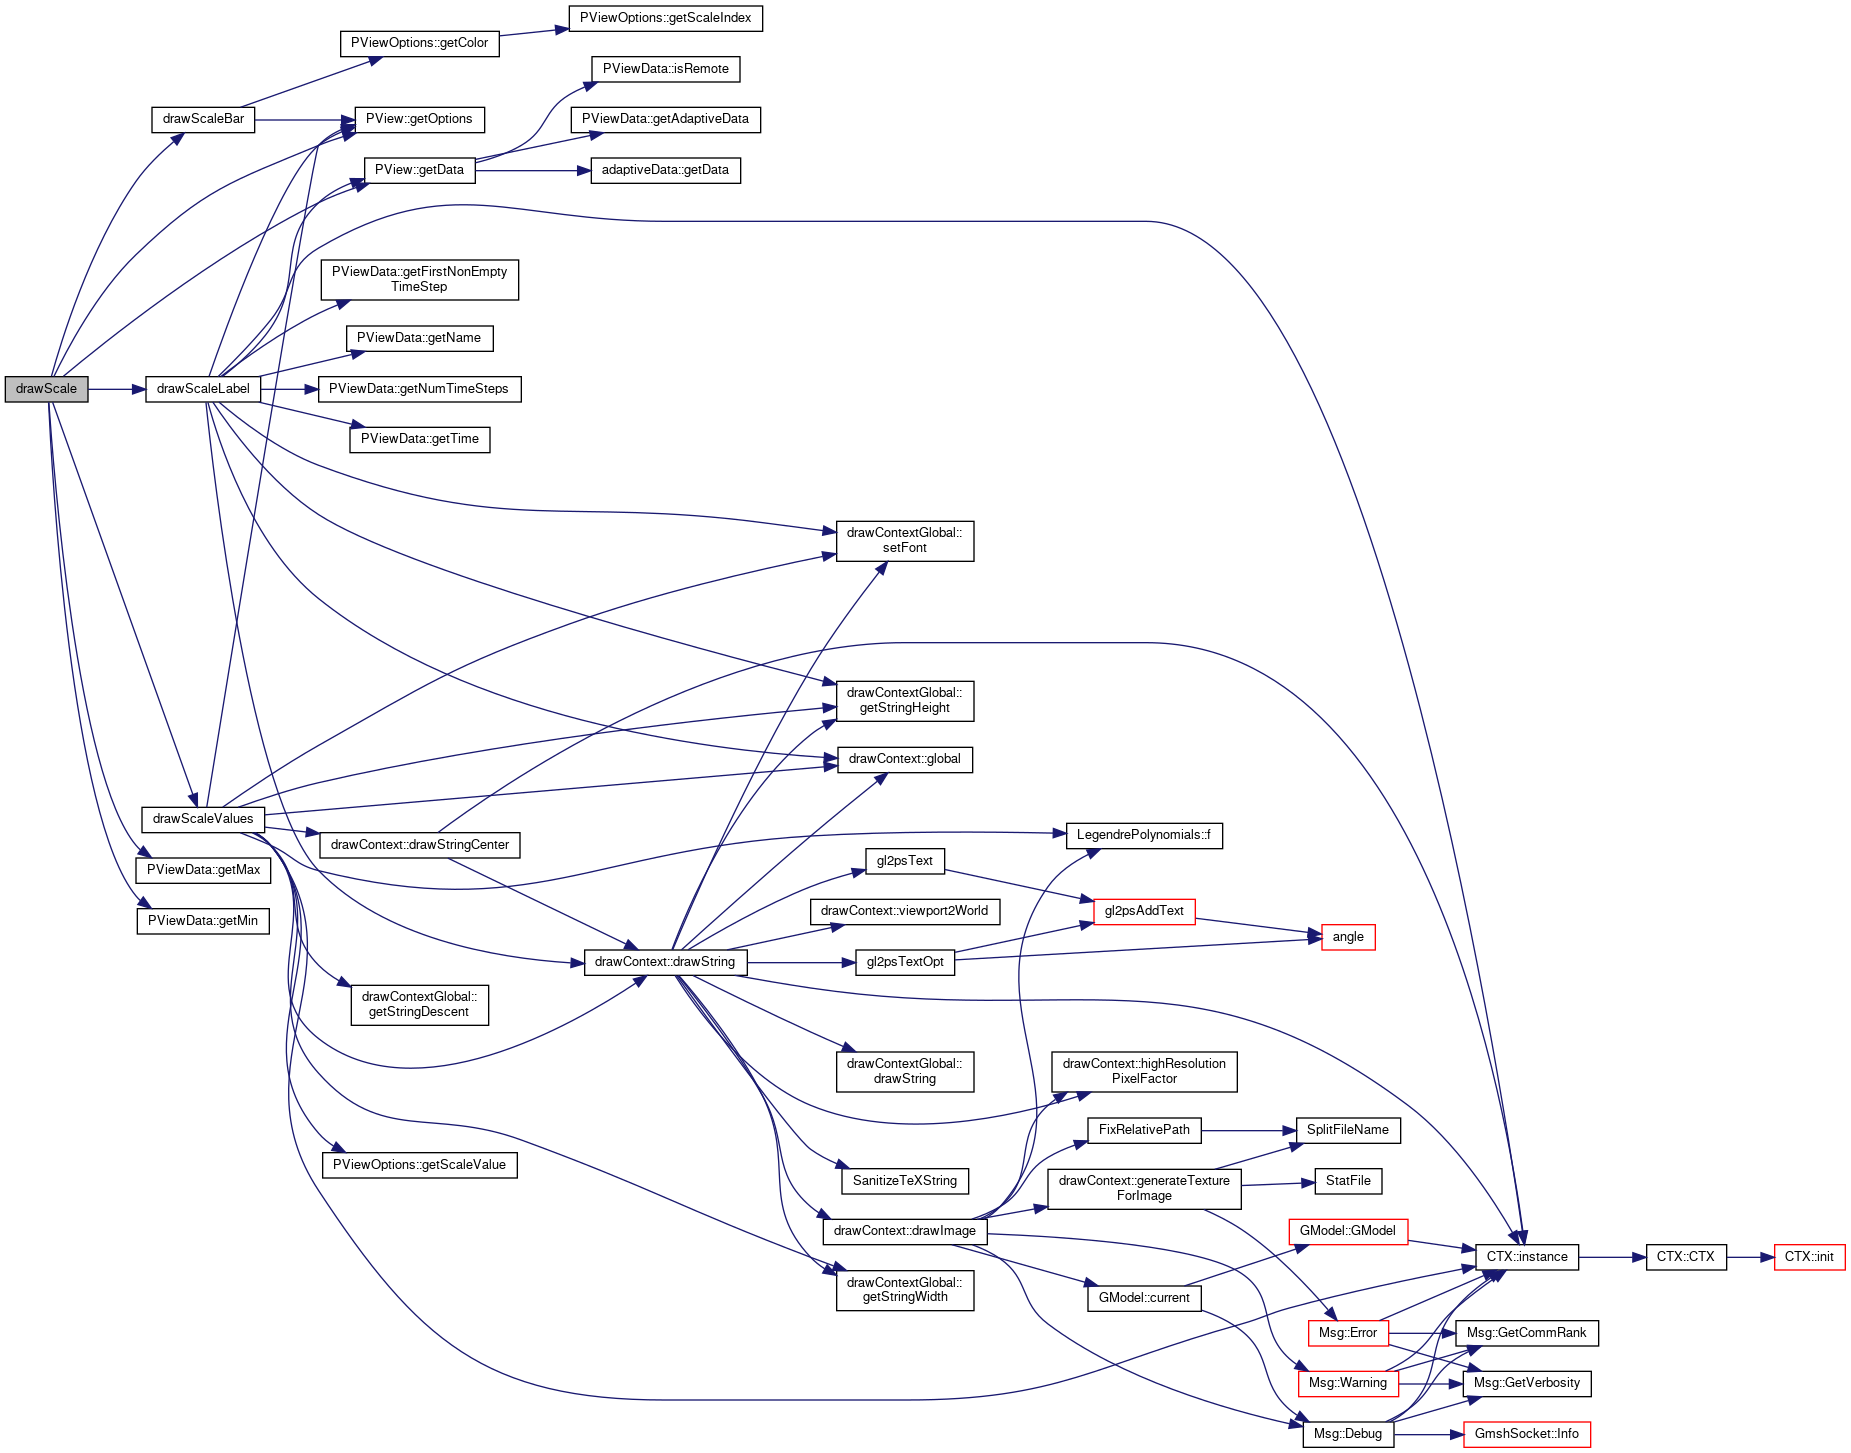 PViewOptions::getScaleIndex
PViewOptions::getColor
PViewData::isRemote
drawScaleBar
PView::getOptions
PViewData::getAdaptiveData
PView::getData
adaptiveData::getData
PViewData::getFirstNonEmpty
TimeStep
PViewData::getName
drawScale
drawScaleLabel
PViewData::getNumTimeSteps
PViewData::getTime
drawContextGlobal::
setFont
drawContextGlobal::
getStringHeight
drawContext::global
drawScaleValues
drawContext::drawStringCenter
LegendrePolynomials::f
gl2psText
PViewData::getMax
PViewData::getMin
drawContext::viewport2World
gl2psAddText
angle
drawContext::drawString
gl2psTextOpt
drawContextGlobal::
getStringDescent
drawContextGlobal::
drawString
drawContext::highResolution
PixelFactor
FixRelativePath
SplitFileName
PViewOptions::getScaleValue
SanitizeTeXString
drawContext::generateTexture
ForImage
StatFile
drawContext::drawImage
GModel::GModel
CTX::instance
CTX::CTX
CTX::init
drawContextGlobal::
getStringWidth
GModel::current
Msg::Error
Msg::GetCommRank
Msg::Warning
Msg::GetVerbosity
Msg::Debug
GmshSocket::Info